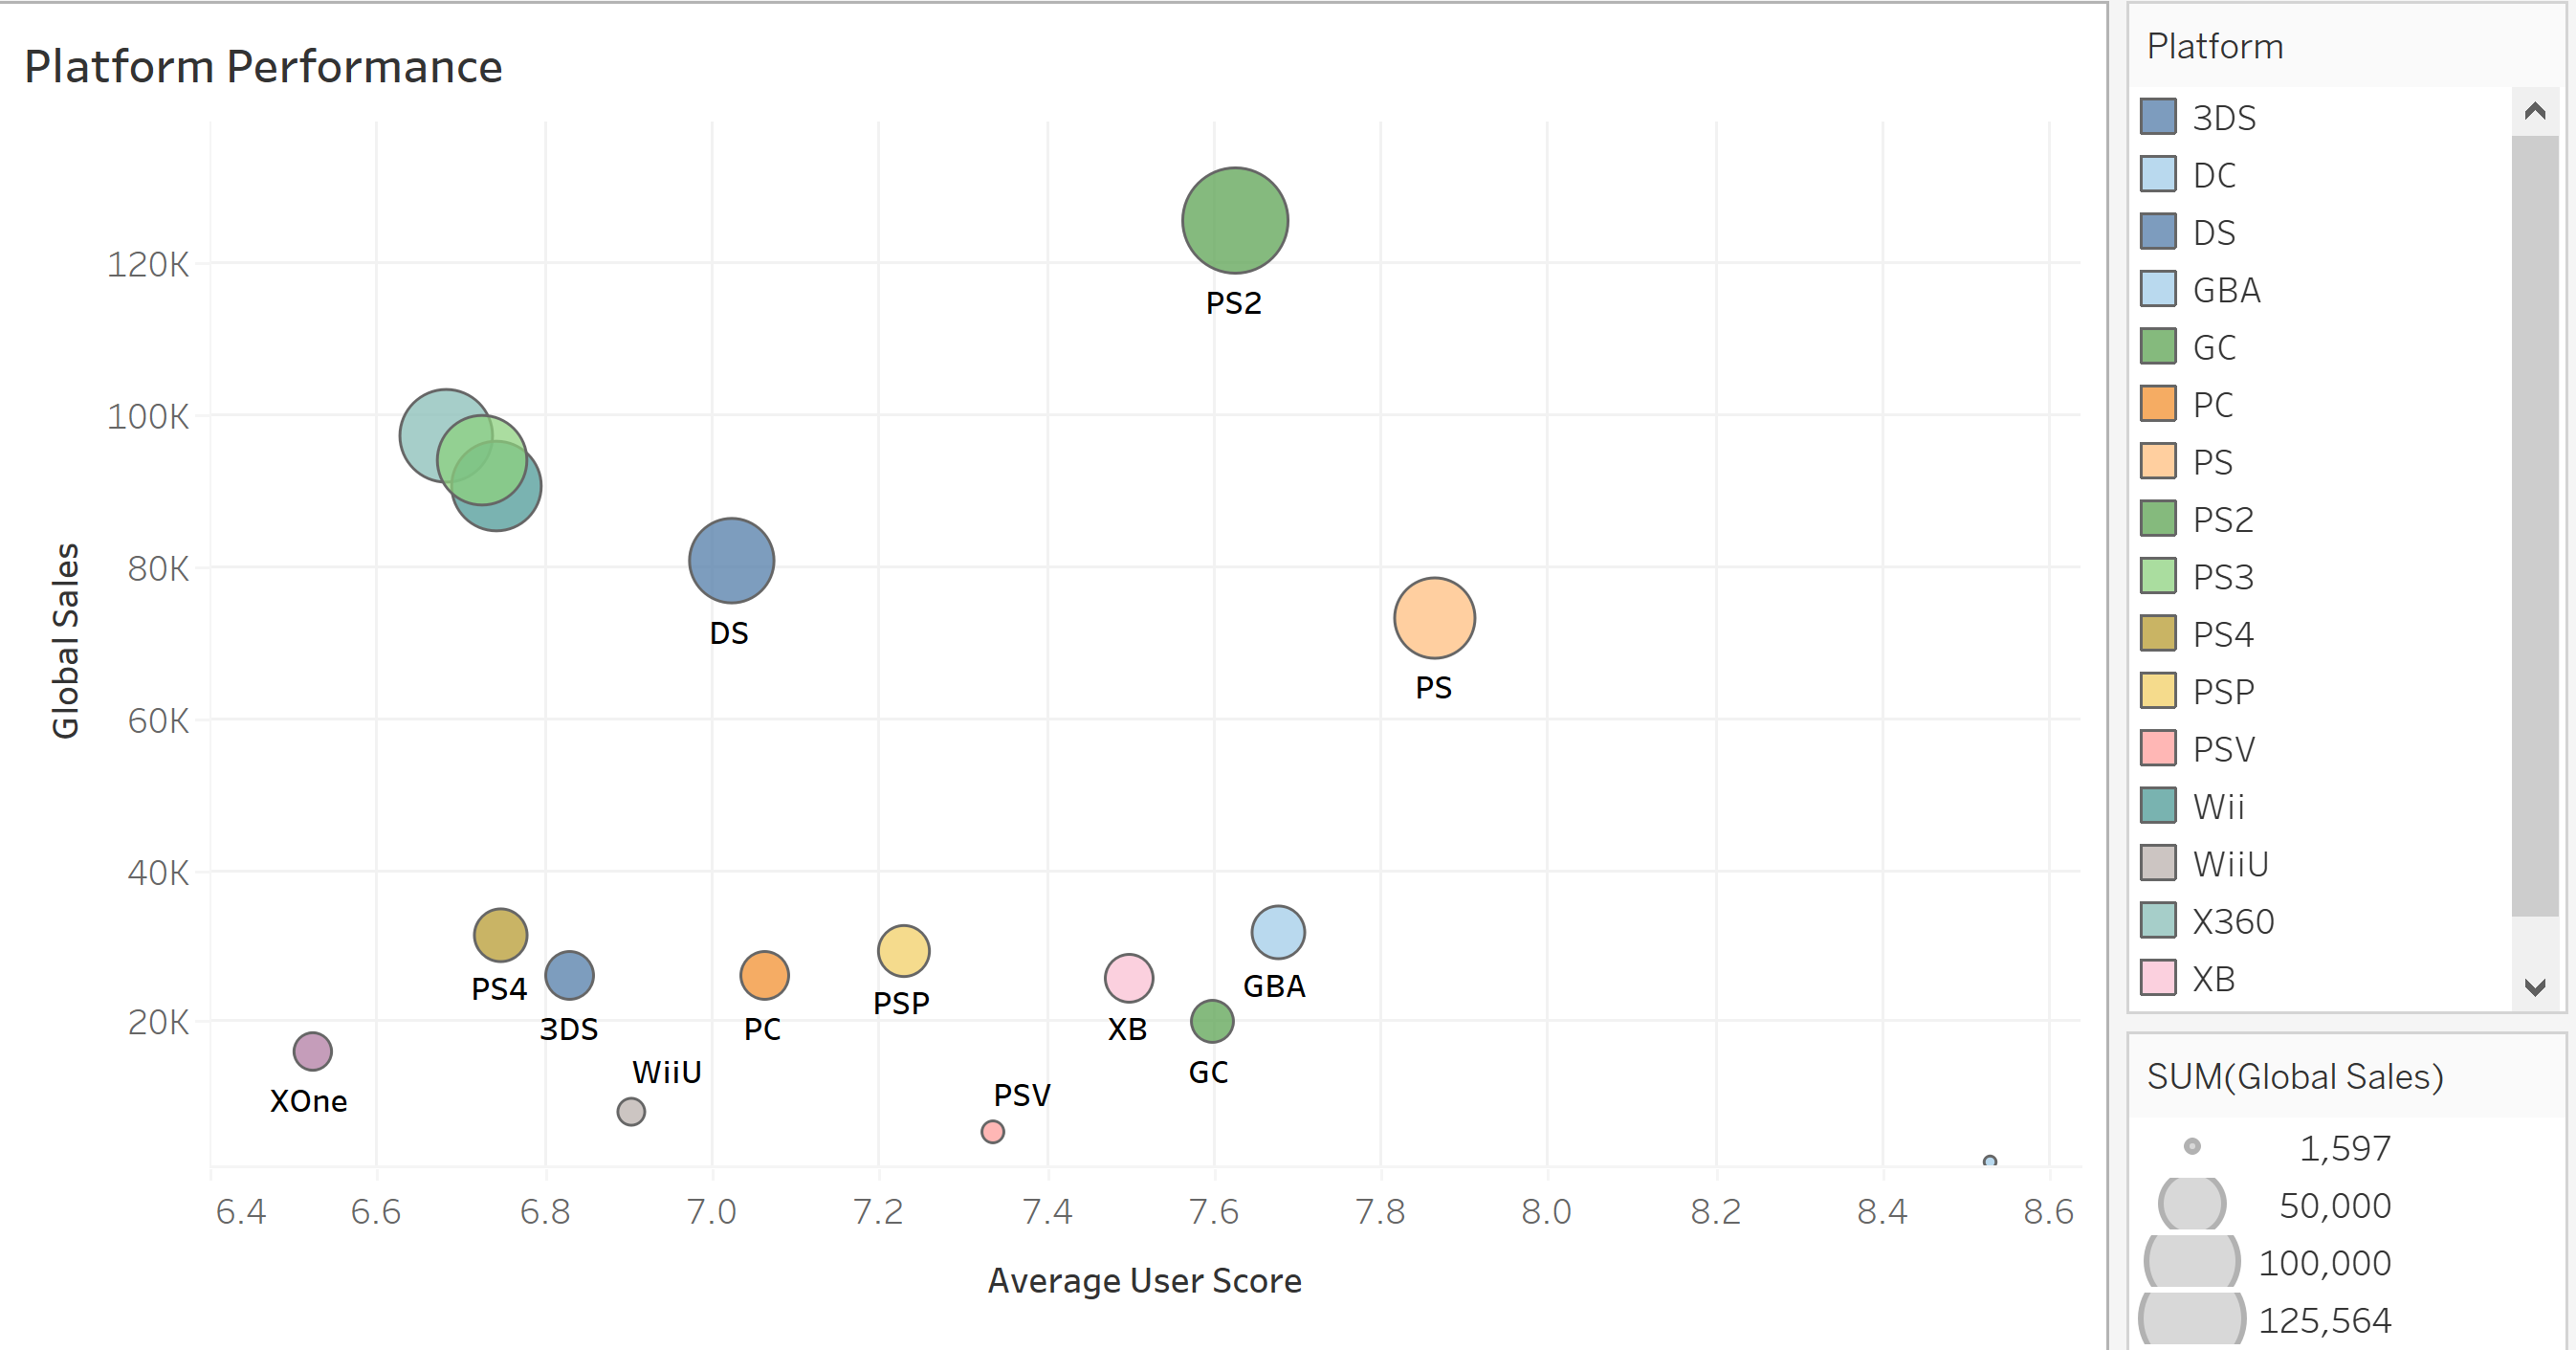 Platform Performance
120K
100K
80K
60K
40K
20K
Global Sales
PS2
DS
PS
PS4
3DS
PC
PSP
XB
GBA
GC
XOne
WiiU
PSV
6.4 6.6 6.8 7.0 7.2 7.4 7.6 7.8 8.0 8.2 8.4 8.6
Average User Score
Platform
3DS
DC
DS
GBA
GC
PC
PS
PS2
PS3
PS4
PSP
PSV
Wii
WiiU
X360
XB
SUM(Global Sales)
1,597
50,000
100,000
125,564